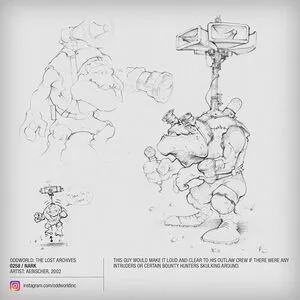 ODDWORLD: THE LOST ARCHIVES
0258 / NARK
ARTIST: AEBISCHER, 2002
instagram.com/oddworldinc
THIS GUY WOULD MAKE IT LOUD AND CLEAR TO HIS OUTLAW CREW IF THERE WERE ANY
INTRUDERS OR CERTAIN BOUNTY HUNTERS SKULKING AROUND.